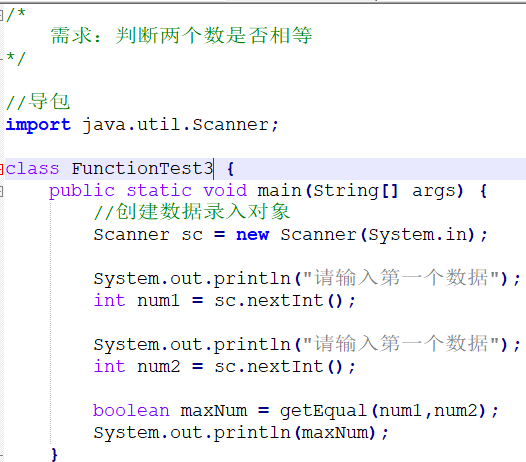 /*
    需求：判断两个数是否相等
*/
//导包
import java.util.Scanner;
class FunctionTest3 {
    public static void main(String[] args) {
        //创建数据录入对象
        Scanner sc = new Scanner(System.in);
        System.out.println("请输入第一个数据");
        int num1 = sc.nextInt();
        System.out.println("请输入第一个数据");
        int num2 = sc.nextInt();
        boolean maxNum = getEqual(num1,num2);
        System.out.println(maxNum);
    }